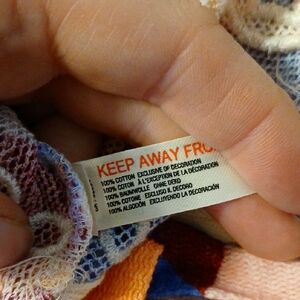 KEEP AWAY FRO
100% COTTON EXCLUSIVE OF DECORATION
100% COTON À L'EXCEPTION DE LA DÉCORATION
100% BAUMWOLLE OHNE DEKO
100% COTONE ESCLUSO IL DECORO
100% ALGODÓN EXCLUYENDO LA DECORACIÓN